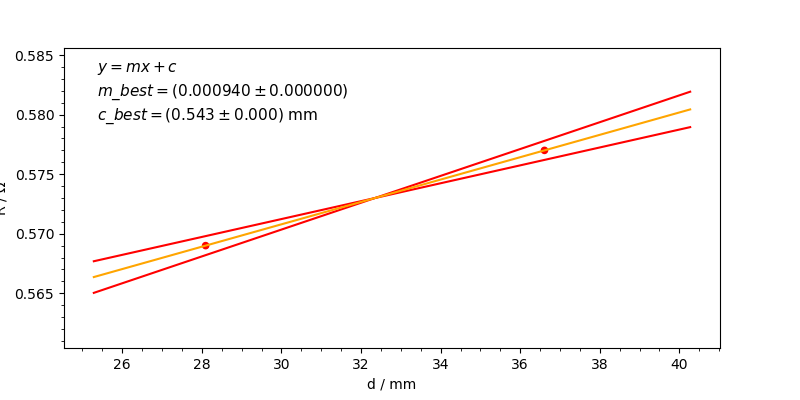 0.585
0.580
0.575
0.570
0.565
y = mx + c
m_best = (0.000940 ± 0.000000)
c_best = (0.543 ± 0.000) mm
26 28 30 32 34 36 38 40
d / mm